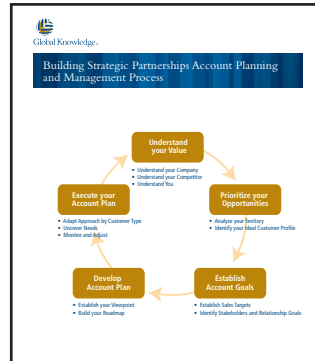 Global Knowledge.
Building Strategic Partnerships Account Planning
and Management Process
Understand
your Value
• Understand your Company
• Understand your Competitor
• Understand You
Prioritize your
Opportunities
• Analyze your Territory
• Identify your Ideal Customer Profile
Establish
Account Goals
• Establish Sales Targets
• Identify Stakeholders and Relationship Goals
Develop
Account Plan
• Establish your Viewpoint
• Build your Roadmap
Execute your
Account Plan
• Adapt Approach by Customer Type
• Uncover Needs
• Monitor and Adjust